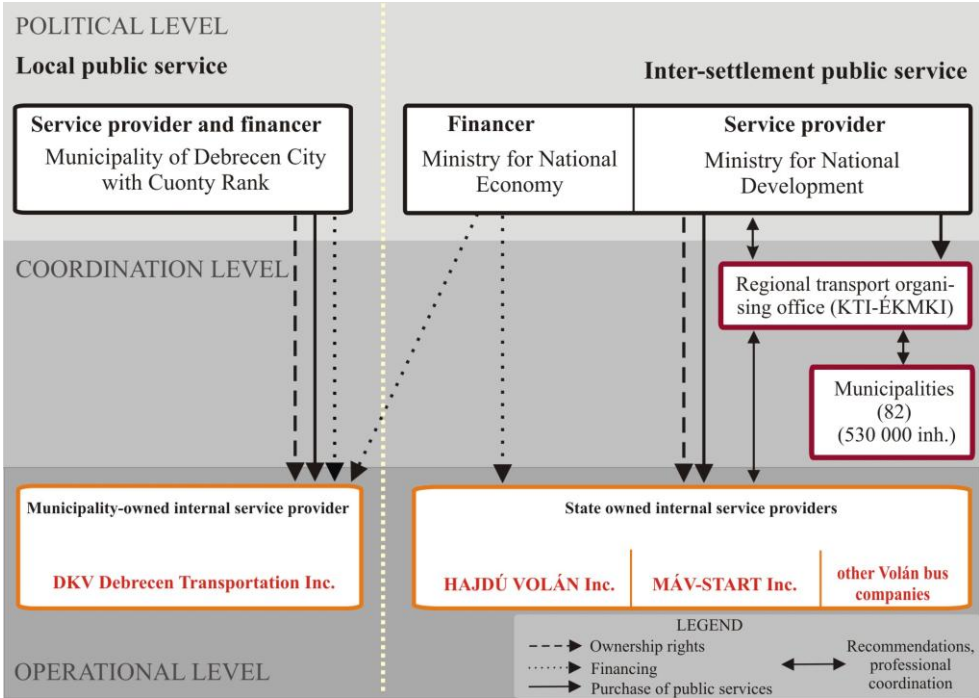 POLITICAL LEVEL
Local public service
Inter-settlement public service
Service provider and financer
Municipality of Debrecen City
with Cuonty Rank
Financer
Ministry for National
Economy
Service provider
Ministry for National
Development
COORDINATION LEVEL
Regional transport organi-
sing office (KTI-ÉKMKI)
Municipalities
(82)
(530 000 inh.)
Municipality-owned internal service provider
DKV Debrecen Transportation Inc.
State owned internal service providers
HAJDÚ VOLÁN Inc.
MÁV-START Inc.
other Volán bus
companies
OPERATIONAL LEVEL
LEGEND
Ownership rights
Financing
Purchase of public services
Recommendations,
professional
coordination